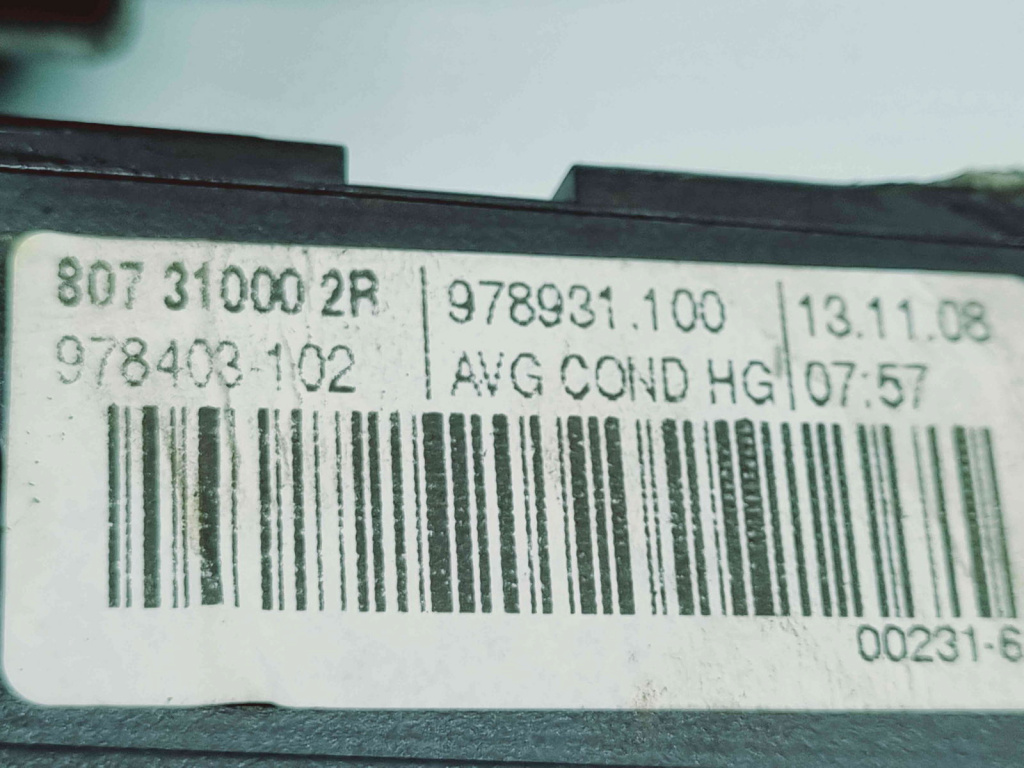 807 31000 2R | 978931.100 | 13.11.08
978403-102 | AVG COND HG | 07:57
00231-6